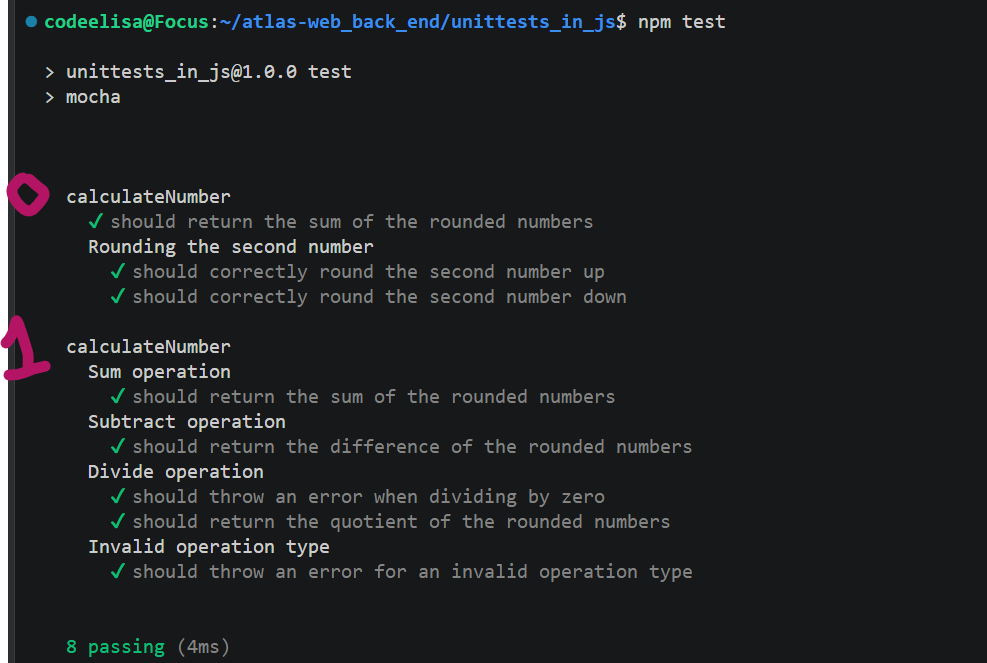 codeelisa@Focus:~/atlas-web_back_end/unittests_in_js$ npm test
> unittests_in_js@1.0.0 test
> mocha
0
calculateNumber
✓ should return the sum of the rounded numbers
Rounding the second number
✓ should correctly round the second number up
✓ should correctly round the second number down
1
calculateNumber
Sum operation
✓ should return the sum of the rounded numbers
Subtract operation
✓ should return the difference of the rounded numbers
Divide operation
✓ should throw an error when dividing by zero
✓ should return the quotient of the rounded numbers
Invalid operation type
✓ should throw an error for an invalid operation type
8 passing (4ms)